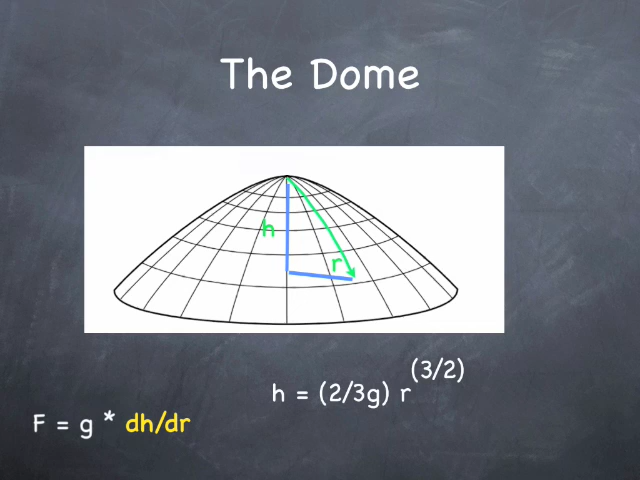 The Dome
h
r
h = (2/3g) r^(3/2)
F = g * dh/dr